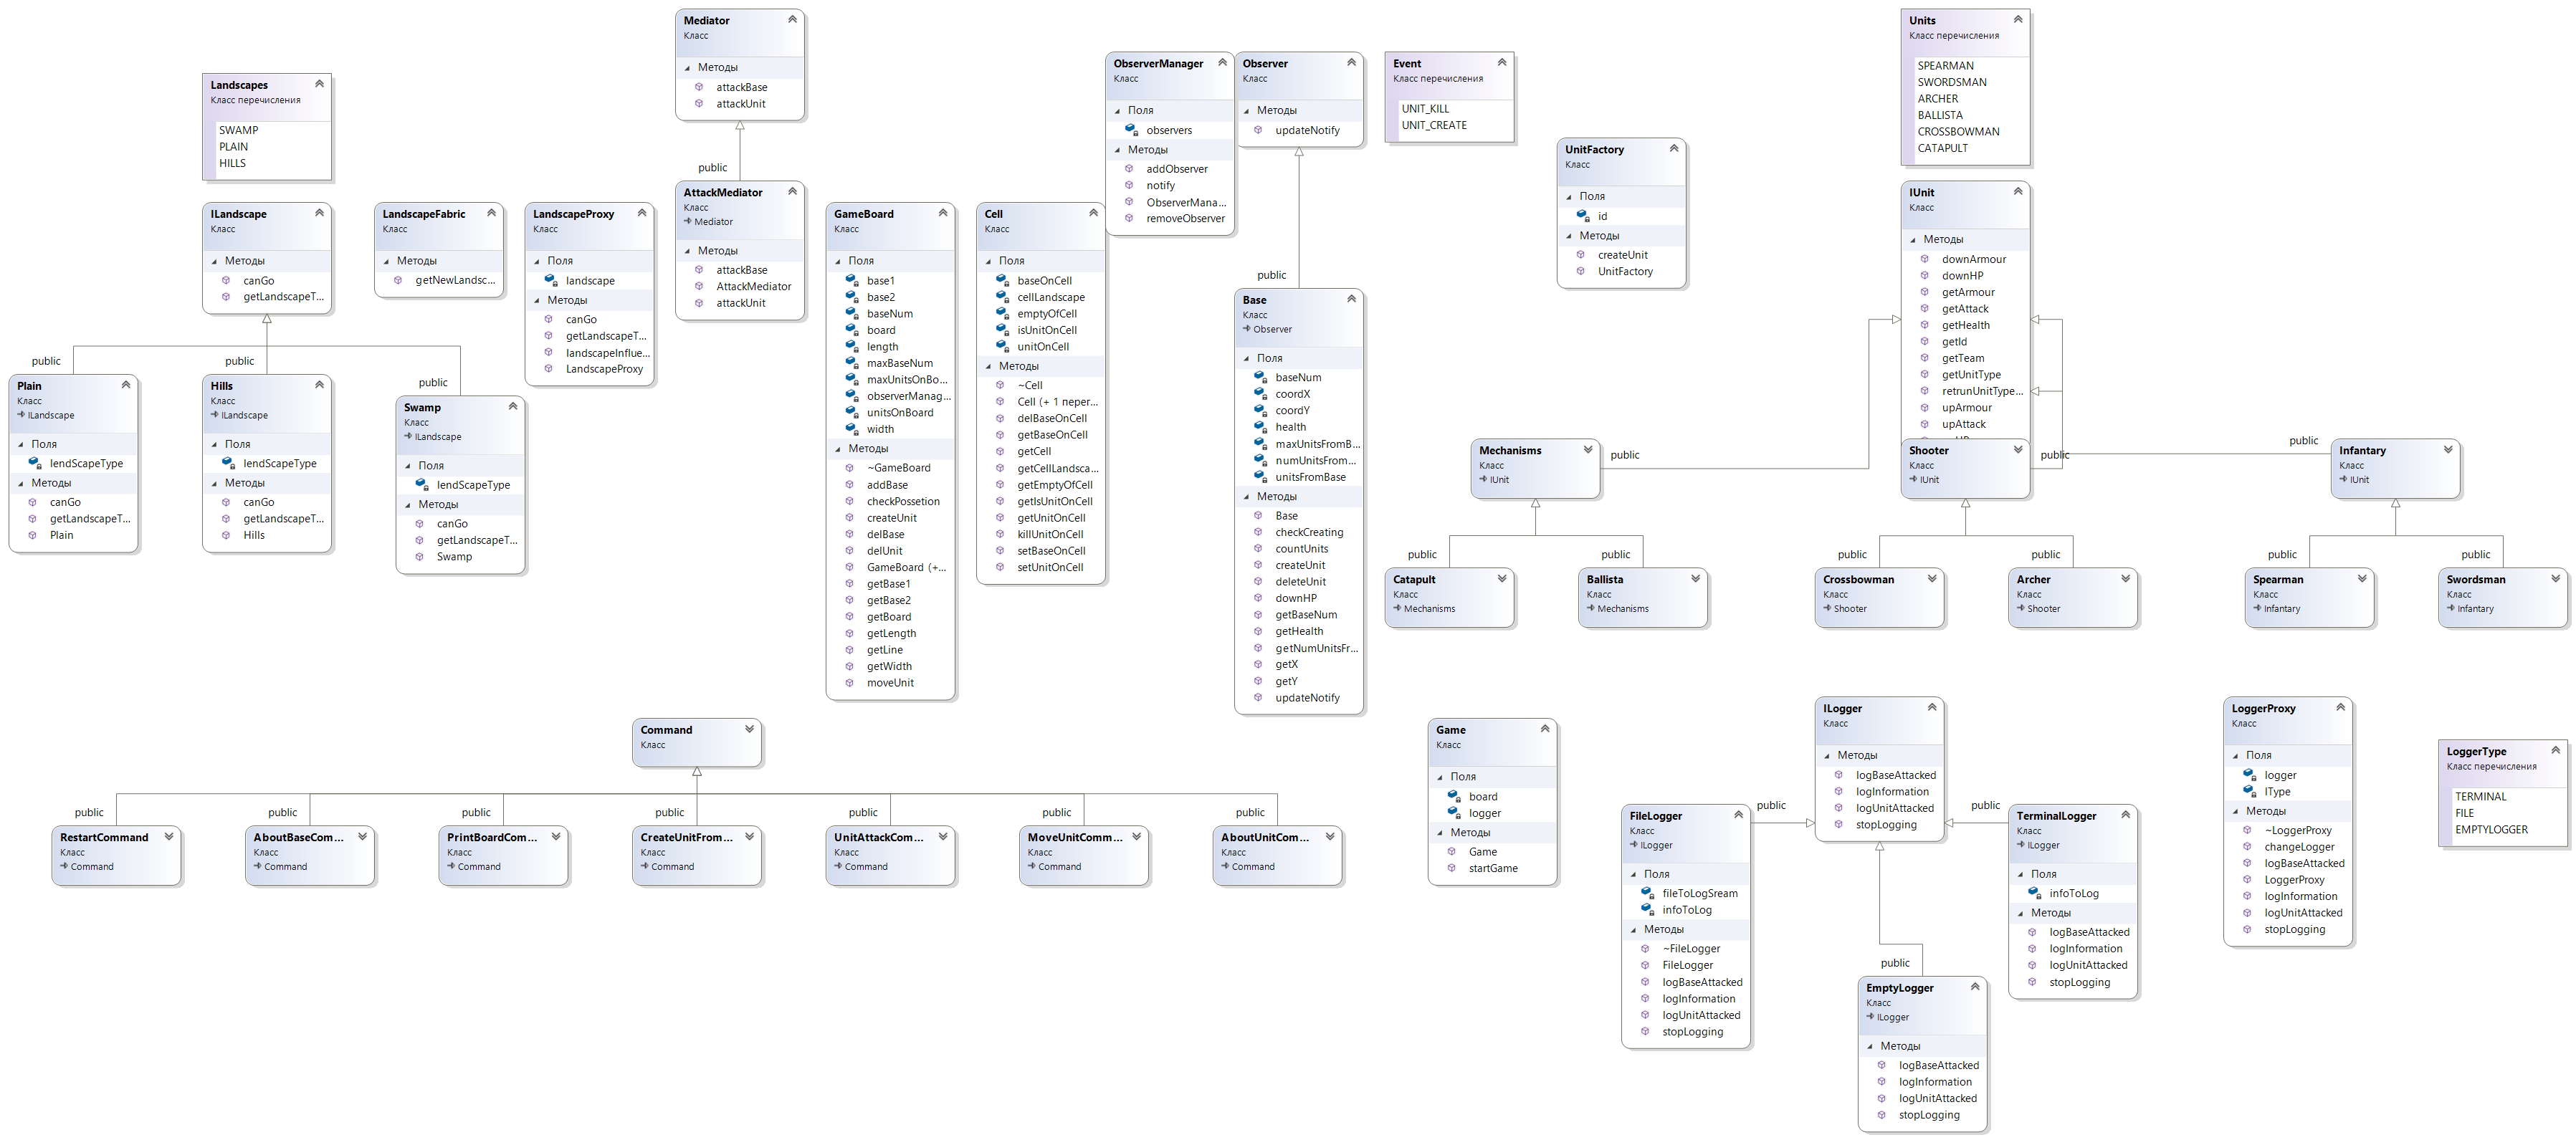 Mediator
Класс
Методы
attackBase
attackUnit
public
Landscapes
Класс перечисления
SWAMP
PLAIN
HILLS
ILandscape
Класс
Методы
canGo
getLandscapeT...
public
public
public
Plain
Класс
ILandscape
Поля
lendScapeType
Методы
canGo
getLandscapeT...
Plain
Hills
Класс
ILandscape
Поля
lendScapeType
Методы
canGo
getLandscapeT...
Hills
Swamp
Класс
ILandscape
Поля
lendScapeType
Методы
canGo
getLandscapeT...
Swamp
LandscapeFabric
Класс
Методы
getNewLandsc...
LandscapeProxy
Класс
Поля
landscape
Методы
canGo
getLandscapeT...
landscapeInflue...
LandscapeProxy
AttackMediator
Класс
Mediator
Методы
attackBase
AttackMediator
attackUnit
GameBoard
Класс
Поля
base1
base2
baseNum
board
length
maxBaseNum
maxUnitsOnBo...
observerManag...
unitsOnBoard
width
Методы
~GameBoard
addBase
checkPossetion
createUnit
delBase
delUnit
GameBoard (+...
getBase1
getBase2
getBoard
getLength
getLine
getWidth
moveUnit
Cell
Класс
Поля
baseOnCell
cellLandscape
emptyOfCell
isUnitOnCell
unitOnCell
Методы
~Cell
Cell (+ 1 перег...
delBaseOnCell
getBaseOnCell
getCell
getCellLandsca...
getEmptyOfCell
getIsUnitOnCell
getUnitOnCell
killUnitOnCell
setBaseOnCell
setUnitOnCell
ObserverManager
Класс
Поля
observers
Методы
addObserver
notify
ObserverMana...
removeObserver
Observer
Класс
Методы
updateNotify
public
Base
Класс
Observer
Поля
baseNum
coordX
coordY
health
maxUnitsFromB...
numUnitsFrom...
unitsFromBase
Методы
Base
checkCreating
countUnits
createUnit
deleteUnit
downHP
getBaseNum
getHealth
getNumUnitsFr...
getX
getY
updateNotify
Event
Класс перечисления
UNIT_KILL
UNIT_CREATE
UnitFactory
Класс
Поля
id
Методы
createUnit
UnitFactory
Units
Класс перечисления
SPEARMAN
SWORDSMAN
ARCHER
BALLISTA
CROSSBOWMAN
CATAPULT
IUnit
Класс
Методы
downArmour
downHP
getArmour
getAttack
getHealth
getId
getTeam
getUnitType
retrunUnitType...
upArmour
upAttack
Mechanisms
Класс
IUnit
public
Shooter
Класс
IUnit
public
public
Infantary
Класс
IUnit
public
public
public
public
public
public
Catapult
Класс
Mechanisms
Ballista
Класс
Mechanisms
Crossbowman
Класс
Shooter
Archer
Класс
Shooter
Spearman
Класс
Infantary
Swordsman
Класс
Infantary
Command
Класс
public
public
public
public
public
public
public
RestartCommand
Класс
Command
AboutBaseCom...
Класс
Command
PrintBoardCom...
Класс
Command
CreateUnitFrom...
Класс
Command
UnitAttackCom...
Класс
Command
MoveUnitComm...
Класс
Command
AboutUnitCom...
Класс
Command
Game
Класс
Поля
board
logger
Методы
Game
startGame
ILogger
Класс
Методы
logBaseAttacked
logInformation
logUnitAttacked
stopLogging
public
public
FileLogger
Класс
ILogger
Поля
fileToLogSream
infoToLog
Методы
~FileLogger
FileLogger
logBaseAttacked
logInformation
logUnitAttacked
stopLogging
TerminalLogger
Класс
ILogger
Поля
infoToLog
Методы
logBaseAttacked
logInformation
logUnitAttacked
stopLogging
public
EmptyLogger
Класс
ILogger
Методы
logBaseAttacked
logInformation
logUnitAttacked
stopLogging
LoggerProxy
Класс
Поля
logger
lType
Методы
~LoggerProxy
changeLogger
logBaseAttacked
LoggerProxy
logInformation
logUnitAttacked
stopLogging
LoggerType
Класс перечисления
TERMINAL
FILE
EMPTYLOGGER